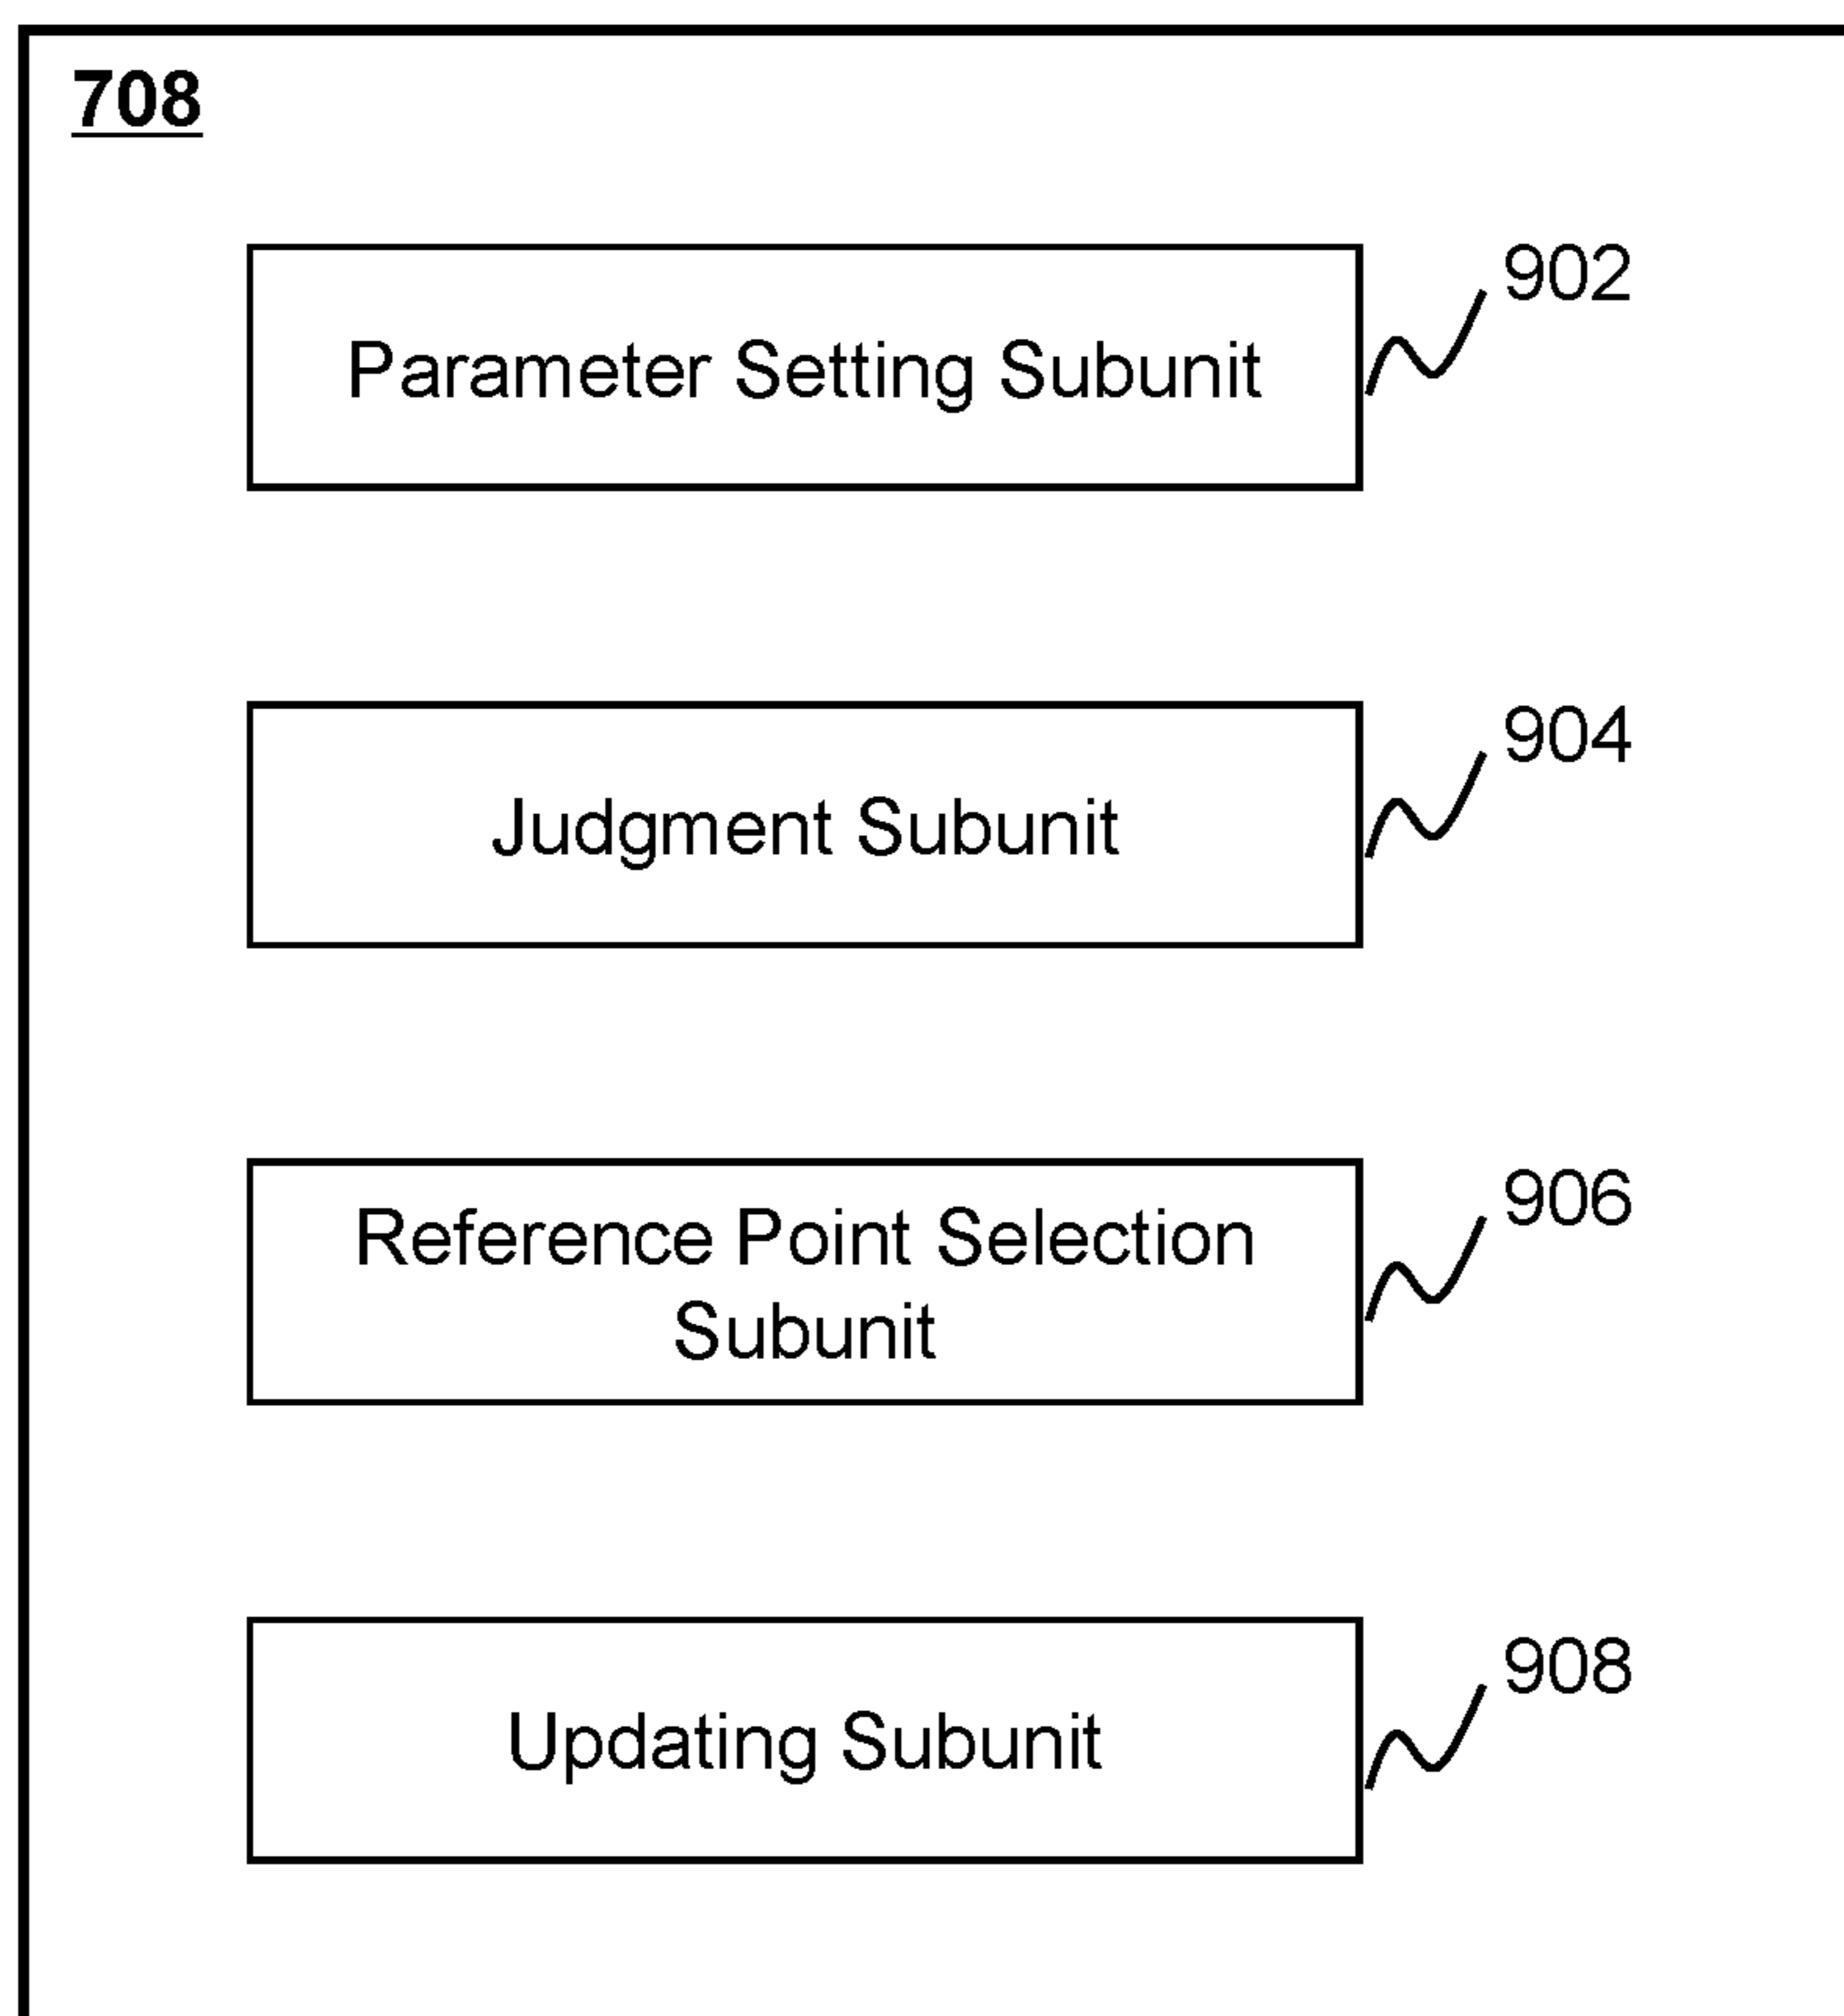 708
902
Parameter Setting Subunit
904
Judgment Subunit
906
Reference Point Selection
Subunit
908
Updating Subunit